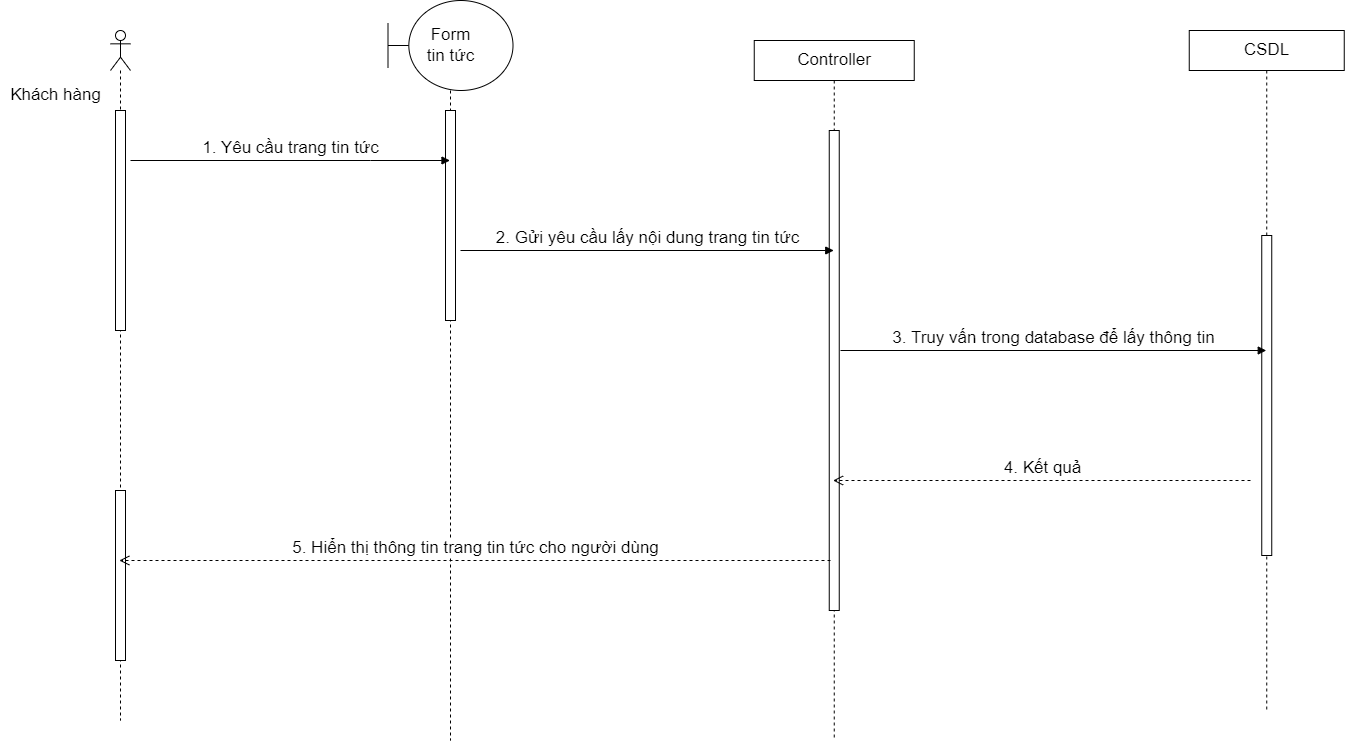 Form
tin tức
CSDL
Controller
Khách hàng
1. Yêu cầu trang tin tức
2. Gửi yêu cầu lấy nội dung trang tin tức
3. Truy vấn trong database để lấy thông tin
4. Kết quả
5. Hiển thị thông tin trang tin tức cho người dùng